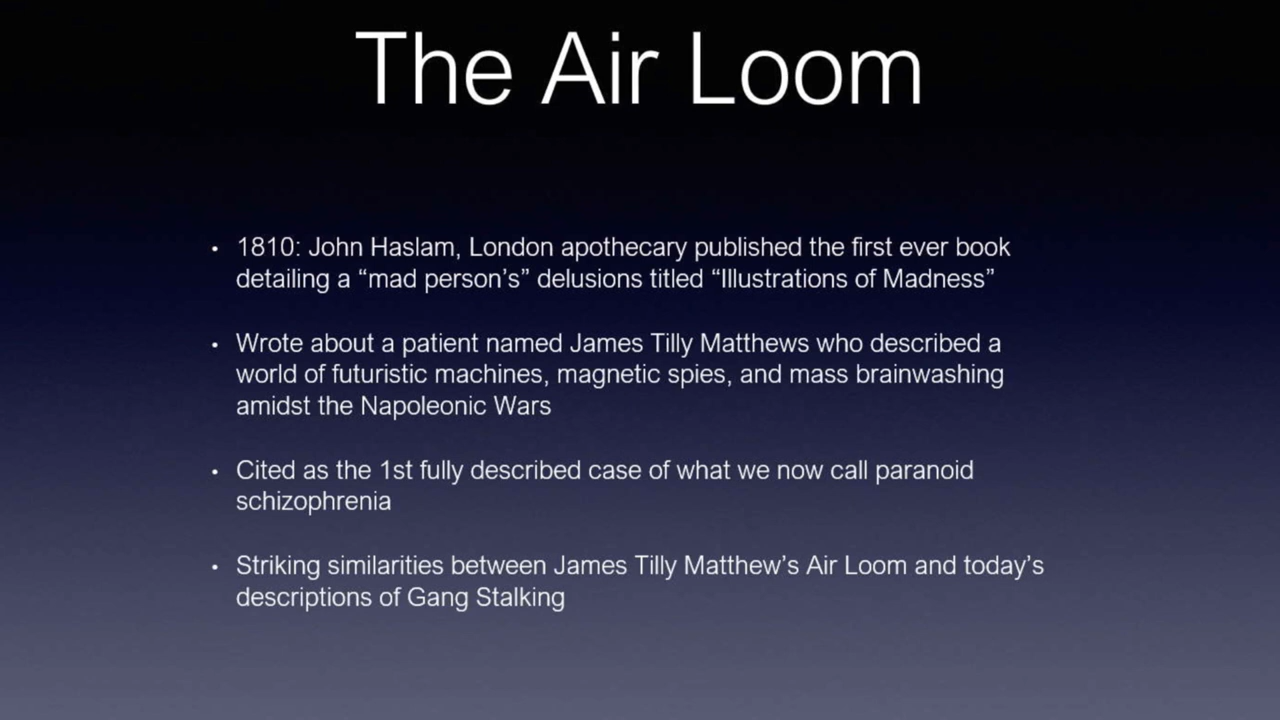 The Air Loom
• 1810: John Haslam, London apothecary published the first ever book
detailing a “mad person’s” delusions titled “Illustrations of Madness”
• Wrote about a patient named James Tilly Matthews who described a
world of futuristic machines, magnetic spies, and mass brainwashing
amidst the Napoleonic Wars
• Cited as the 1st fully described case of what we now call paranoid
schizophrenia
• Striking similarities between James Tilly Matthew’s Air Loom and today’s
descriptions of Gang Stalking